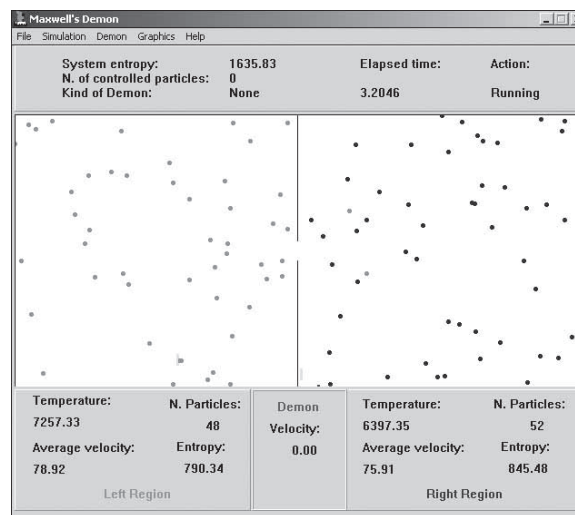 Maxwell's Demon
File Simulation Demon Graphics Help
System entropy: 1635.83 Elapsed time: Action:
N. of controlled particles: 0
Kind of Demon: None 3.2046 Running
Temperature: N. Particles:
7257.33 48
Average velocity: Entropy:
78.92 790.34
Left Region
Demon
Velocity:
0.00
Temperature: N. Particles:
6397.35 52
Average velocity: Entropy:
75.91 845.48
Right Region